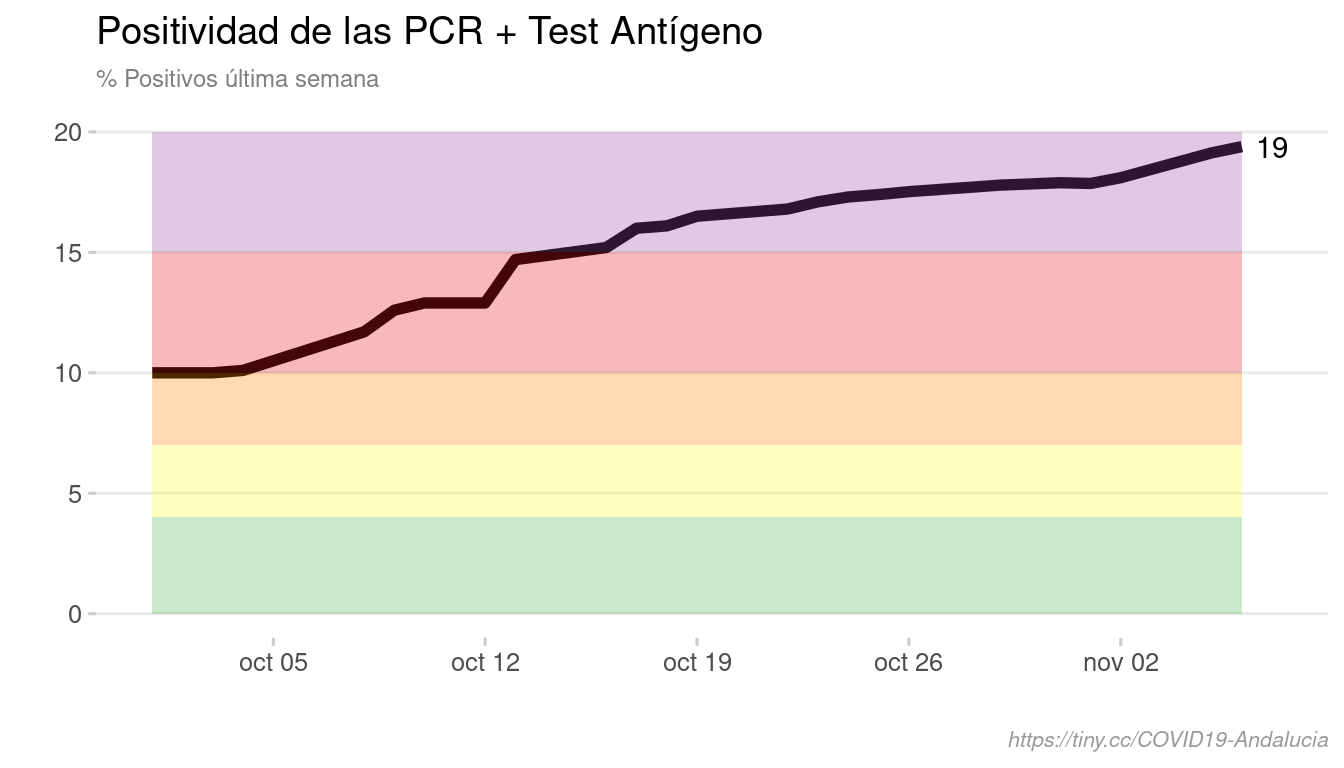 Positividad de las PCR + Test Antígeno
% Positivos última semana
20
19
15
10
5
0
oct 05 oct 12 oct 19 oct 26 nov 02
https://tiny.cc/COVID19-Andalucia